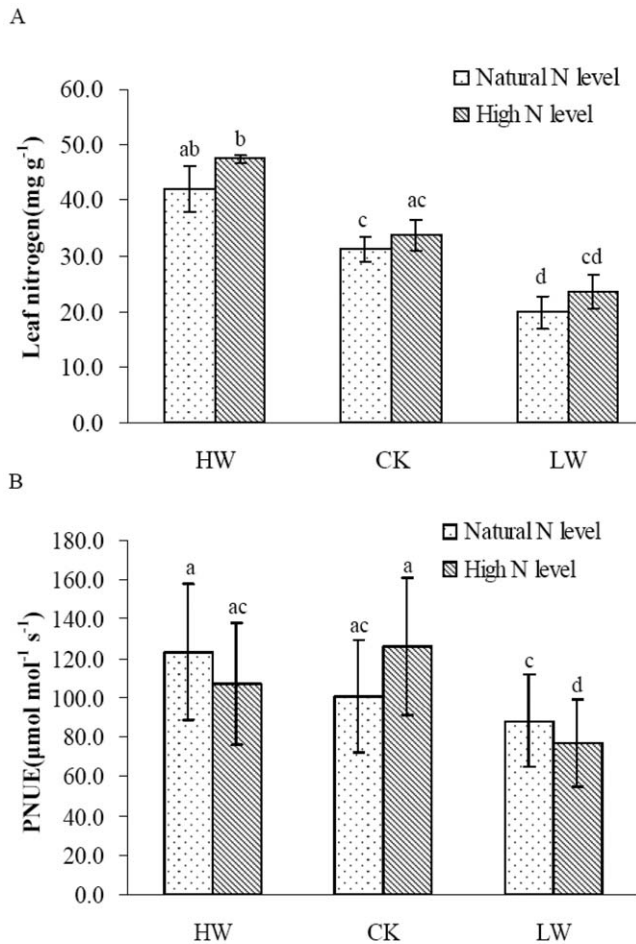 A
Natural N level
High N level
Leaf nitrogen(mg g⁻¹)
60.0
50.0
40.0
30.0
20.0
10.0
0.0
ab
b
c
ac
d
cd
HW CK LW
B
Natural N level
High N level
PNUE(μmol mol⁻¹ s⁻¹)
180.0
160.0
140.0
120.0
100.0
80.0
60.0
40.0
20.0
0.0
a
ac
ac
a
c
d
HW CK LW